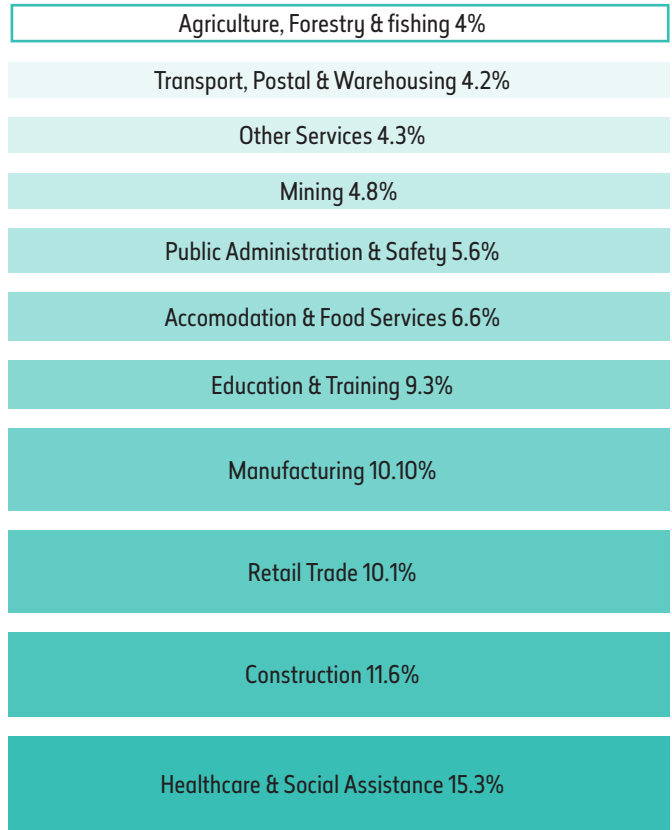 Agriculture, Forestry & fishing 4%
Transport, Postal & Warehousing 4.2%
Other Services 4.3%
Mining 4.8%
Public Administration & Safety 5.6%
Accomodation & Food Services 6.6%
Education & Training 9.3%
Manufacturing 10.10%
Retail Trade 10.1%
Construction 11.6%
Healthcare & Social Assistance 15.3%